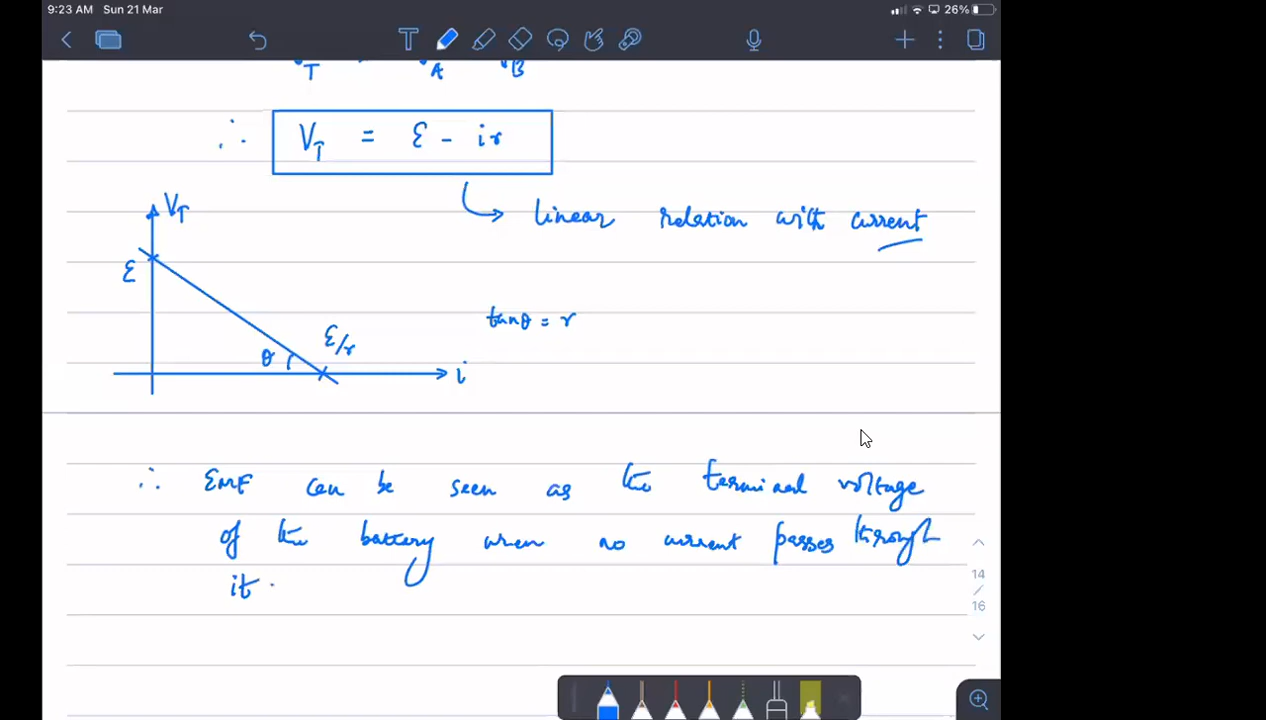 9:23 AM Sun 21 Mar
26%
T A B
∴ V_T = ε - ir
linear relation with current
V_T
ε
tanθ = r
ε/r
θ
i
∴ EMF can be seen as the terminal voltage
of the battery when no current passes through
it.
14
/
16